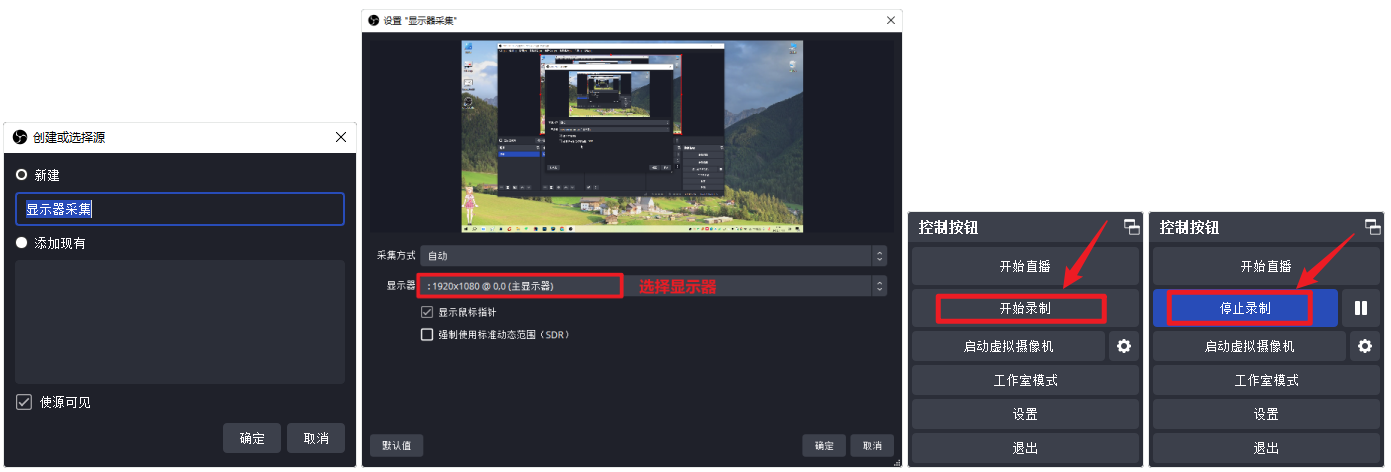 创建或选择源
新建
显示器采集
添加现有
使源可见
确定
取消
设置 "显示器采集"
采集方式
自动
显示器
: 1920x1080 @ 0,0 (主显示器)
选择显示器
显示鼠标指针
强制使用标准动态范围（SDR）
默认值
确定
取消
控制按钮
开始直播
开始录制
启动虚拟摄像机
工作室模式
设置
退出
控制按钮
开始直播
停止录制
启动虚拟摄像机
工作室模式
设置
退出